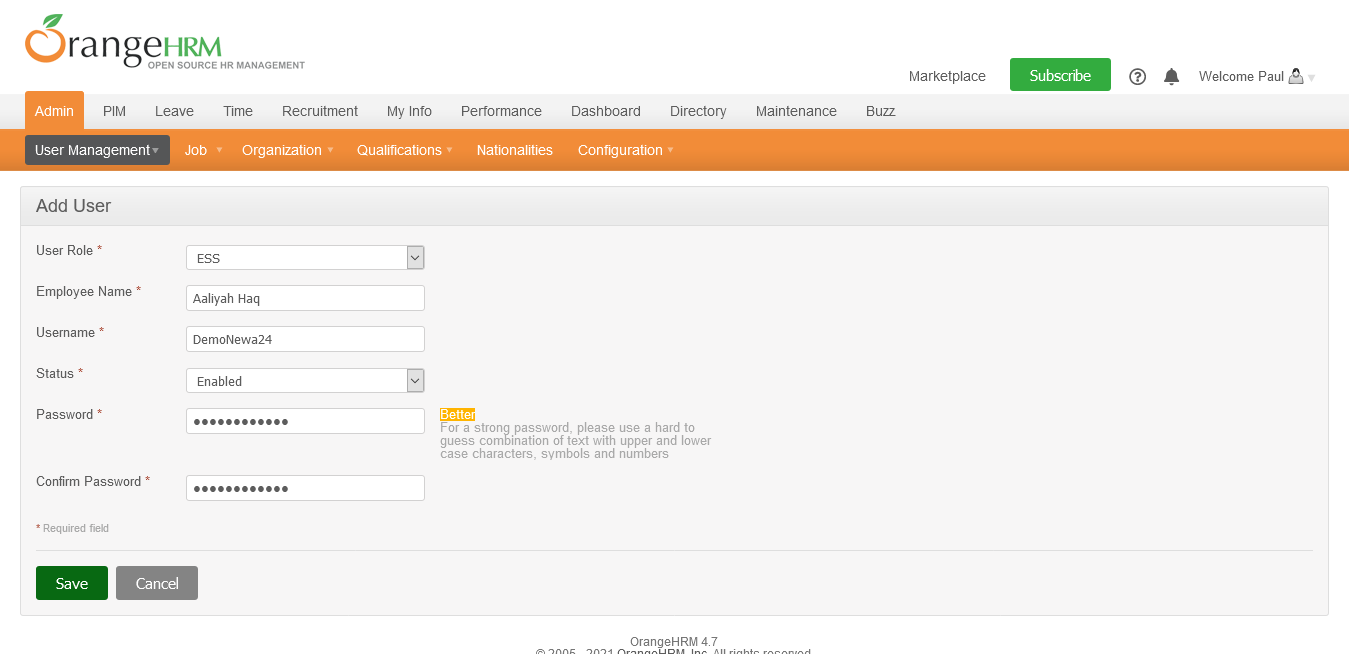 OrangeHRM
OPEN SOURCE HR MANAGEMENT
Marketplace Subscribe ? Welcome Paul
Admin PIM Leave Time Recruitment My Info Performance Dashboard Directory Maintenance Buzz
User Management Job Organization Qualifications Nationalities Configuration
Add User
User Role * ESS
Employee Name * Aaliyah Haq
Username * DemoNewa24
Status * Enabled
Password * ●●●●●●●●●●●● Better
For a strong password, please use a hard to
guess combination of text with upper and lower
case characters, symbols and numbers
Confirm Password * ●●●●●●●●●●●●
* Required field
Save Cancel
OrangeHRM 4.7
© 2005 - 2021 OrangeHRM, Inc. All rights reserved.